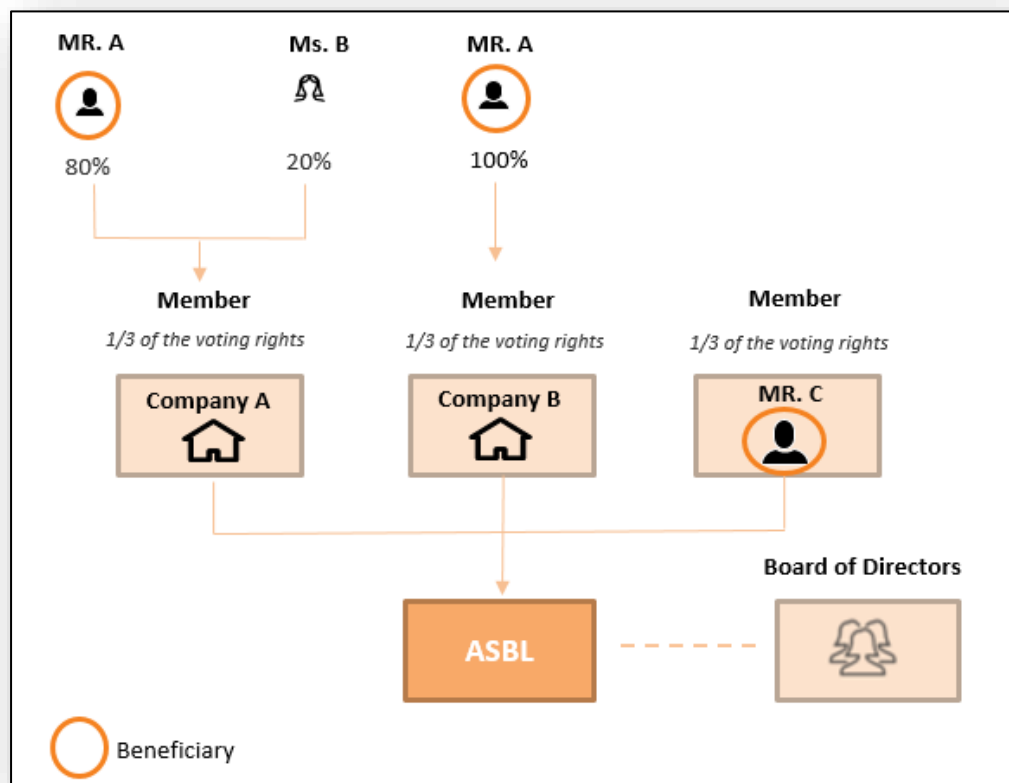 MR. A
Ms. B
MR. A
80%
20%
100%
Member
Member
Member
1/3 of the voting rights
1/3 of the voting rights
1/3 of the voting rights
Company A
Company B
MR. C
Board of Directors
ASBL
Beneficiary